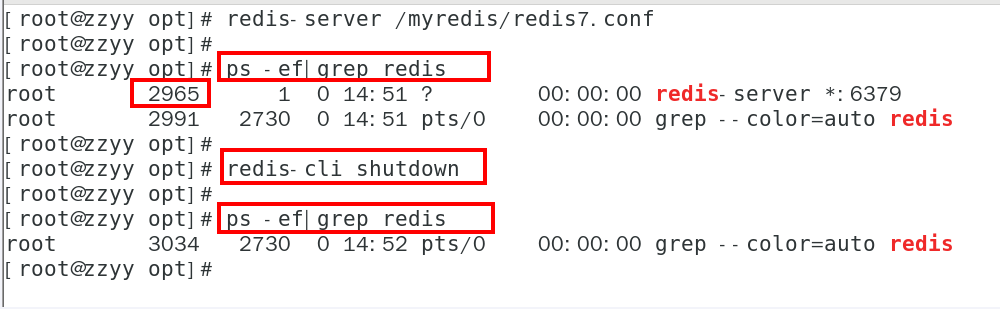 [root@zzyy opt]# redis-server /myredis/redis7.conf
[root@zzyy opt]#
[root@zzyy opt]# ps -ef|grep redis
root 2965 1 0 14:51 ? 00:00:00 redis-server *:6379
root 2991 2730 0 14:51 pts/0 00:00:00 grep --color=auto redis
[root@zzyy opt]#
[root@zzyy opt]# redis-cli shutdown
[root@zzyy opt]#
[root@zzyy opt]# ps -ef|grep redis
root 3034 2730 0 14:52 pts/0 00:00:00 grep --color=auto redis
[root@zzyy opt]#